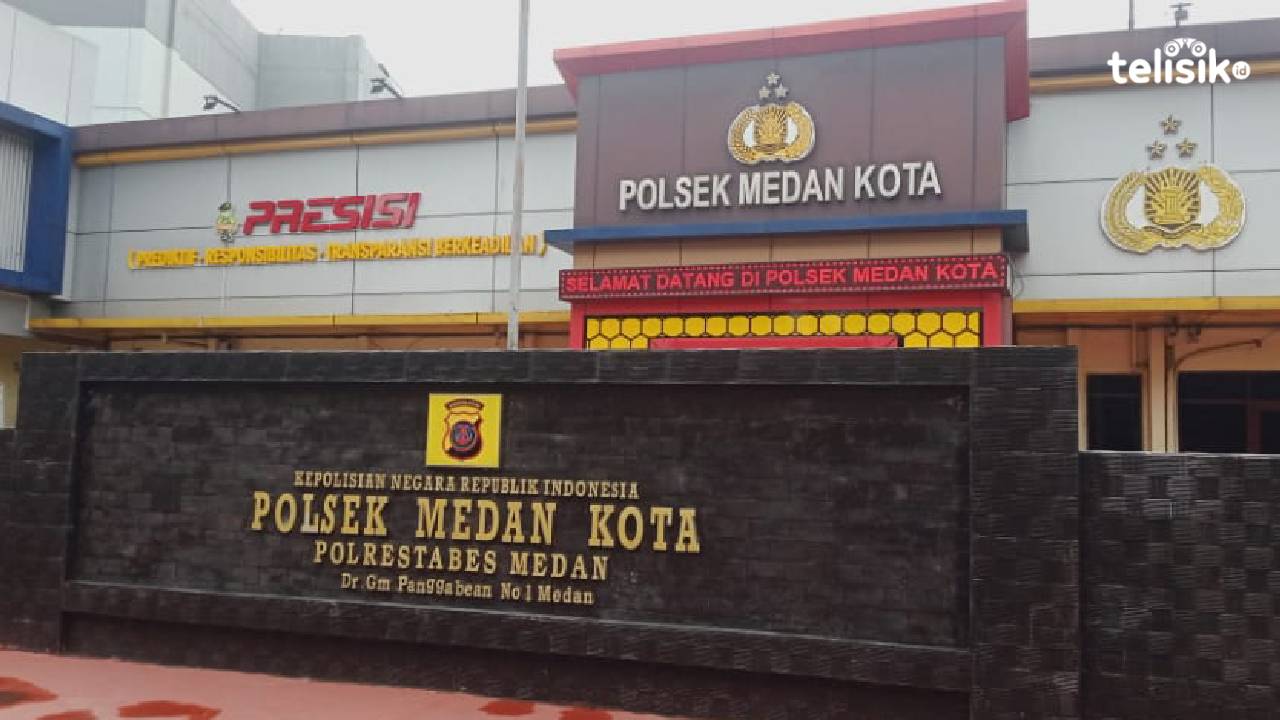 telisik.id
POLSEK MEDAN KOTA
PRESISI
( PREDIKTIF - RESPONSIBILITAS - TRANSPARANSI BERKEADILAN )
SELAMAT DATANG DI POLSEK MEDAN KOTA
KEPOLISIAN NEGARA REPUBLIK INDONESIA
POLSEK MEDAN KOTA
POLRESTABES MEDAN
Dr. Gm Panggabean No 1 Medan